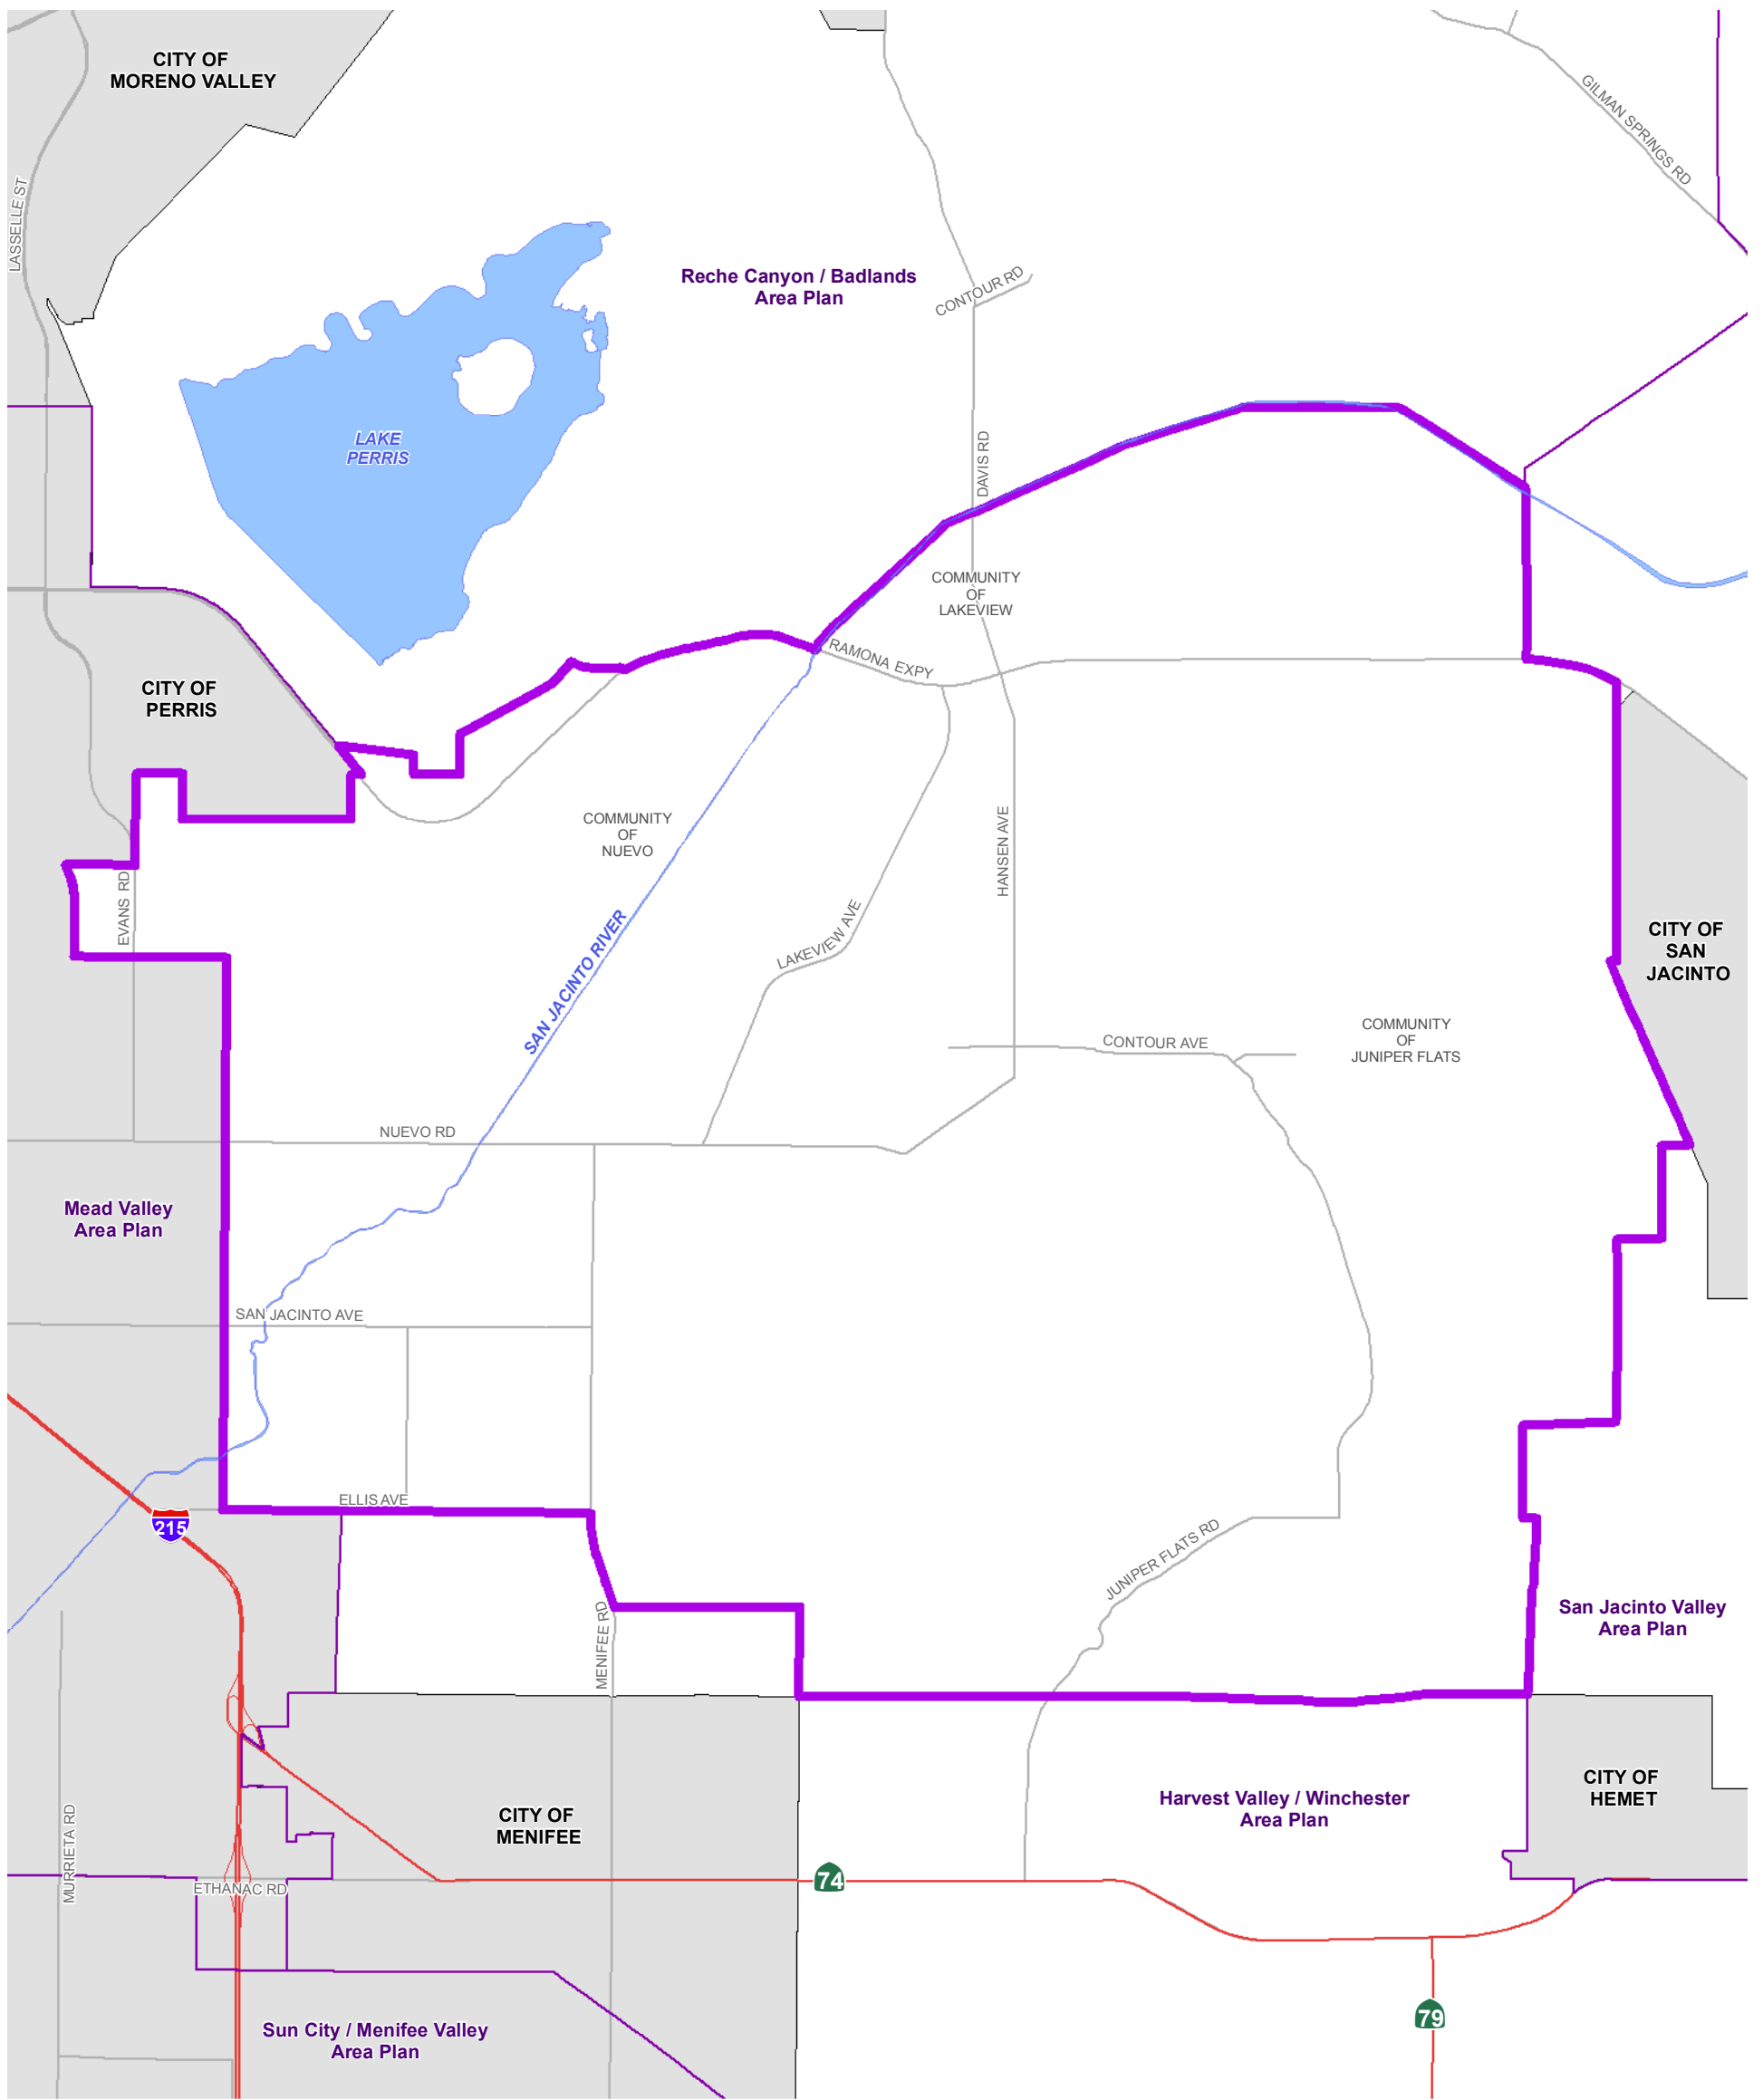 CITY OF
MORENO VALLEY
GILMAN SPRINGS RD
LASSELLE ST
Reche Canyon / Badlands
Area Plan
CONTOUR RD
LAKE
PERRIS
DAVIS RD
COMMUNITY
OF
LAKEVIEW
RAMONA EXPY
CITY OF
PERRIS
COMMUNITY
OF
NUEVO
HANSEN AVE
EVANS RD
LAKEVIEW AVE
SAN JACINTO RIVER
CITY OF
SAN
JACINTO
COMMUNITY
OF
JUNIPER FLATS
CONTOUR AVE
NUEVO RD
Mead Valley
Area Plan
SAN JACINTO AVE
ELLIS AVE
215
JUNIPER FLATS RD
MENIFEE RD
San Jacinto Valley
Area Plan
CITY OF
HEMET
Harvest Valley / Winchester
Area Plan
CITY OF
MENIFEE
MURRIETA RD
74
ETHANAC RD
79
Sun City / Menifee Valley
Area Plan